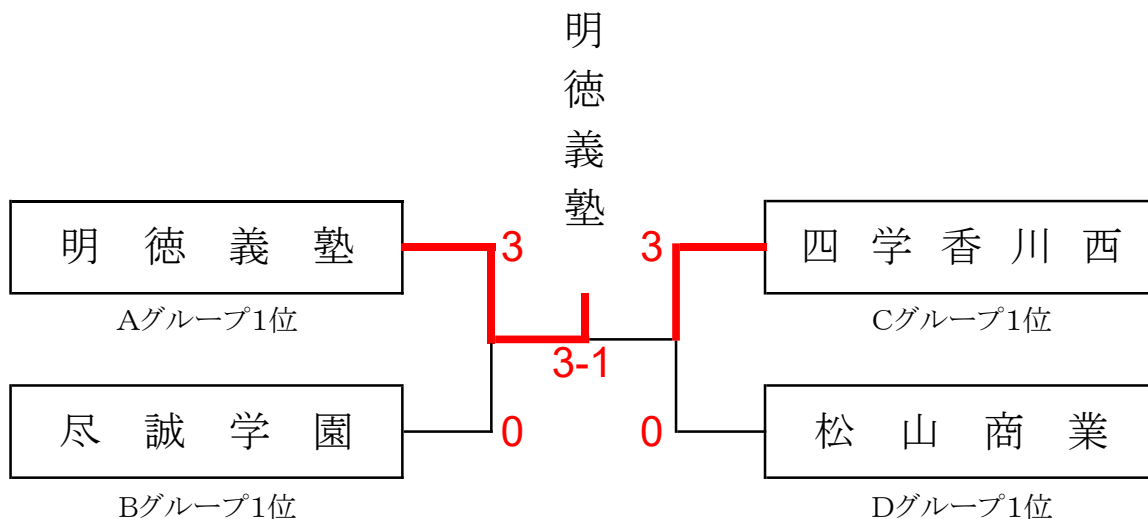 明徳義塾
明徳義塾
3
3
四学香川西
Aグループ1位
Cグループ1位
3-1
尽誠学園
0
0
松山商業
Bグループ1位
Dグループ1位